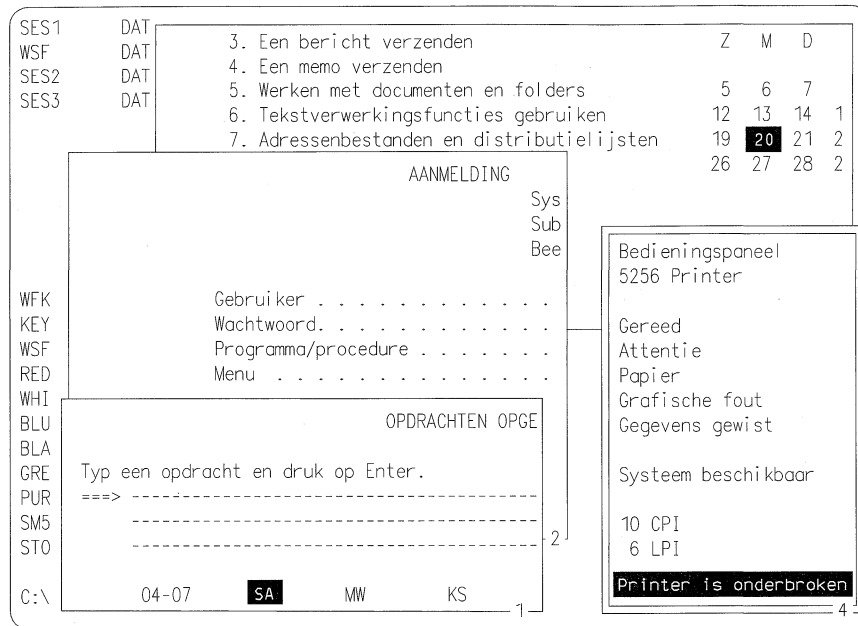 SES1 DAT
WSF DAT
SES2 DAT
SES3 DAT
3. Een bericht verzenden
4. Een memo verzenden
5. Werken met documenten en folders
6. Tekstverwerkingsfuncties gebruiken
7. Adressenbestanden en distributielijsten
Z M D
5 6 7
12 13 14 1
19 20 21 2
26 27 28 2
AANMELDING
Sys
Sub
Bee
Gebruiker . . . . . . . . . . . . .
Wachtwoord. . . . . . . . . . . . .
Programma/procedure . . . . . . .
Menu . . . . . . . . . . . . . . .
WFK
KEY
WSF
RED
WHI
BLU
BLA
GRE
PUR
SM5
STO
C:\
OPDRACHTEN OPGE
Typ een opdracht en druk op Enter.
===> ----------------------------------------
----------------------------------------
----------------------------------------
2
04-07 SA MW KS
1
Bedieningspaneel
5256 Printer
Gereed
Attentie
Papier
Grafische fout
Gegevens gewist
Systeem beschikbaar
10 CPI
6 LPI
Printer is onderbroken
4